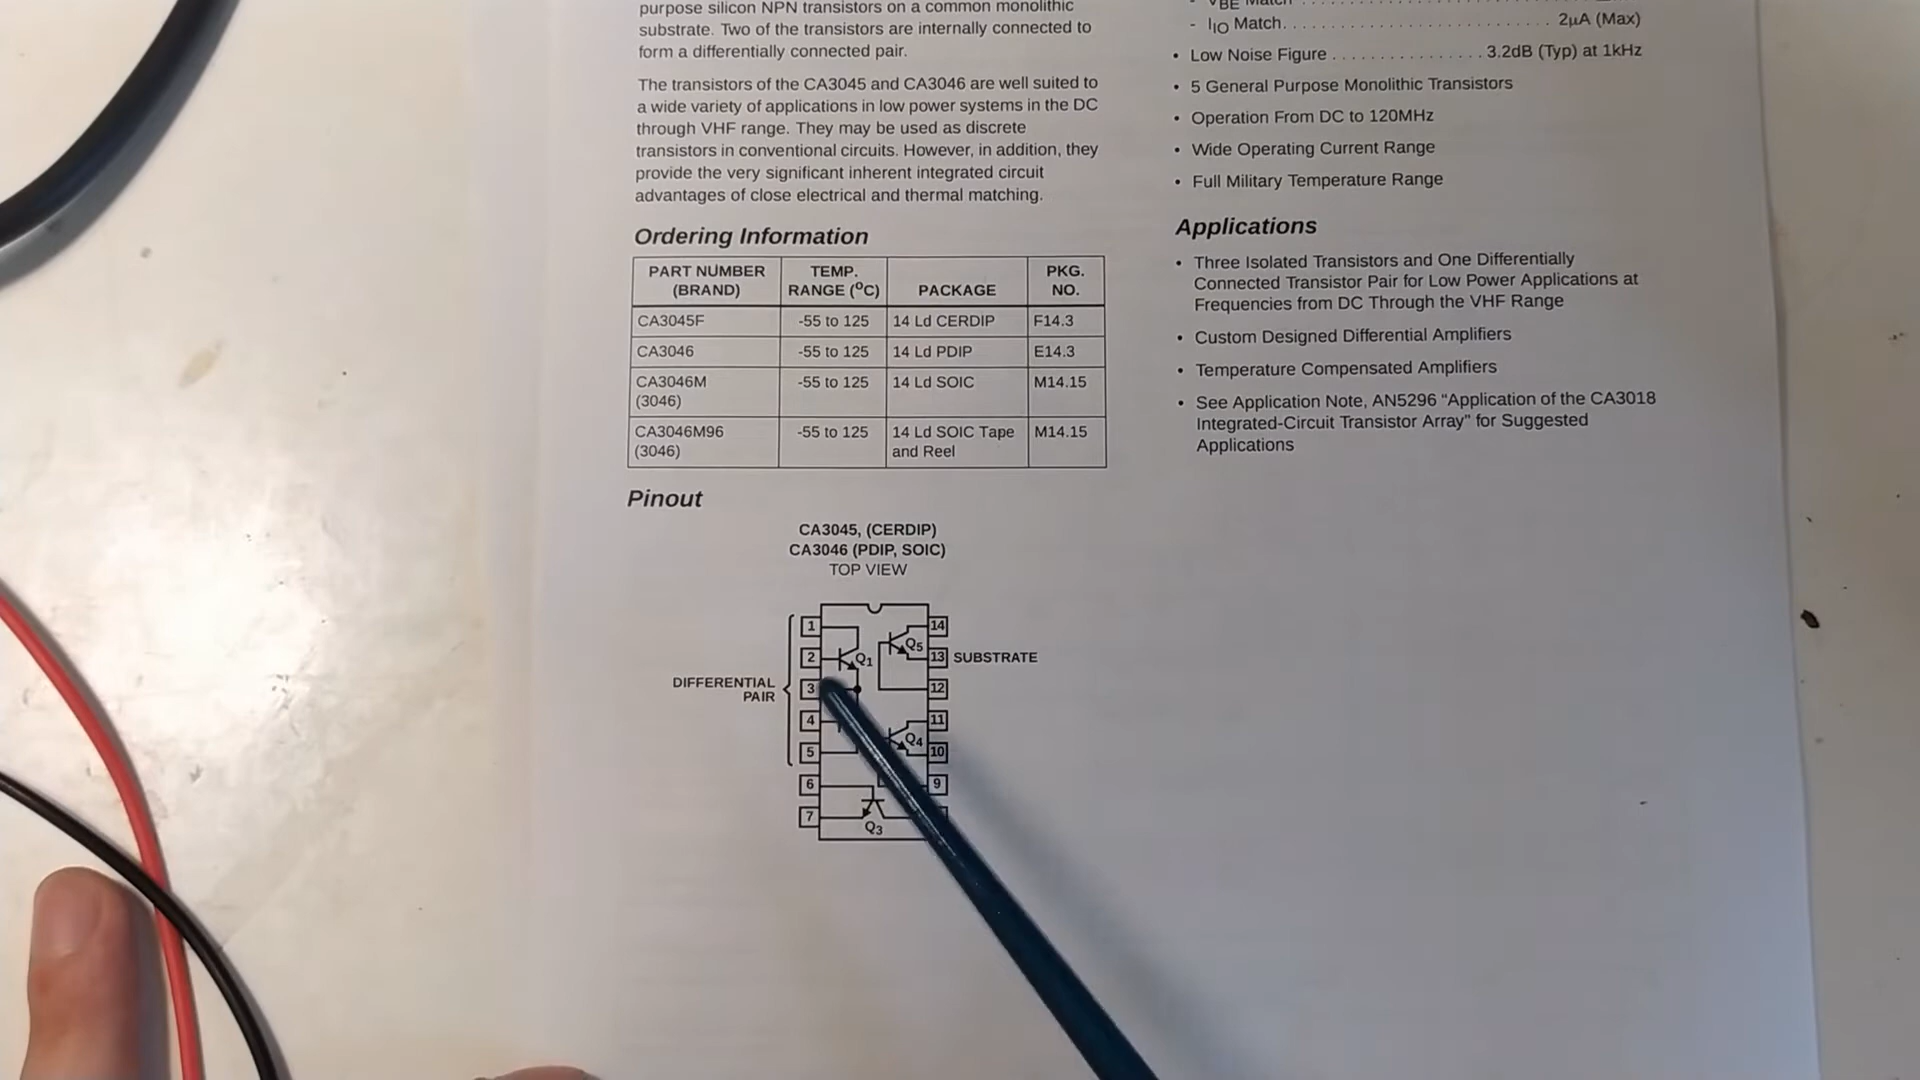 purpose silicon NPN transistors on a common monolithic
substrate. Two of the transistors are internally connected to
form a differentially connected pair.
The transistors of the CA3045 and CA3046 are well suited to
a wide variety of applications in low power systems in the DC
through VHF range. They may be used as discrete
transistors in conventional circuits. However, in addition, they
provide the very significant inherent integrated circuit
advantages of close electrical and thermal matching.
Ordering Information
PART NUMBER (BRAND) TEMP. RANGE (°C) PACKAGE PKG. NO.
CA3045F -55 to 125 14 Ld CERDIP F14.3
CA3046 -55 to 125 14 Ld PDIP E14.3
CA3046M (3046) -55 to 125 14 Ld SOIC M14.15
CA3046M96 (3046) -55 to 125 14 Ld SOIC Tape and Reel M14.15
Pinout
CA3045, (CERDIP)
CA3046 (PDIP, SOIC)
TOP VIEW
DIFFERENTIAL
PAIR
1
2
3
4
5
6
7
Q1
Q5
Q4
Q3
14
13 SUBSTRATE
12
11
10
9
- VBE Match
- IIO Match. . . . . . . . . . . . . . . . . . . . . . . . . . . . 2μA (Max)
• Low Noise Figure . . . . . . . . . . . . . . . . 3.2dB (Typ) at 1kHz
• 5 General Purpose Monolithic Transistors
• Operation From DC to 120MHz
• Wide Operating Current Range
• Full Military Temperature Range
Applications
• Three Isolated Transistors and One Differentially
Connected Transistor Pair for Low Power Applications at
Frequencies from DC Through the VHF Range
• Custom Designed Differential Amplifiers
• Temperature Compensated Amplifiers
• See Application Note, AN5296 "Application of the CA3018
Integrated-Circuit Transistor Array" for Suggested
Applications